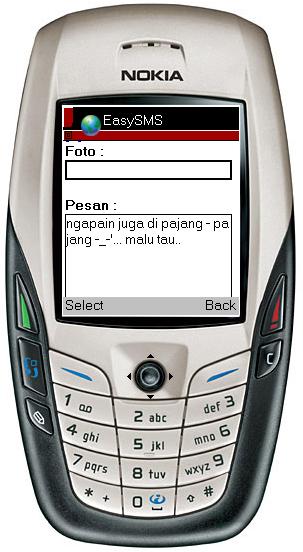 NOKIA
EasySMS
Foto :
Pesan :
ngapain juga di pajang - pa
jang -_-'... malu tau..
Select Back
1
2 abc
def 3
4 ghi
5 jkl
mno 6
7 pqrs
8 tuv
wxyz 9
* +
0
#